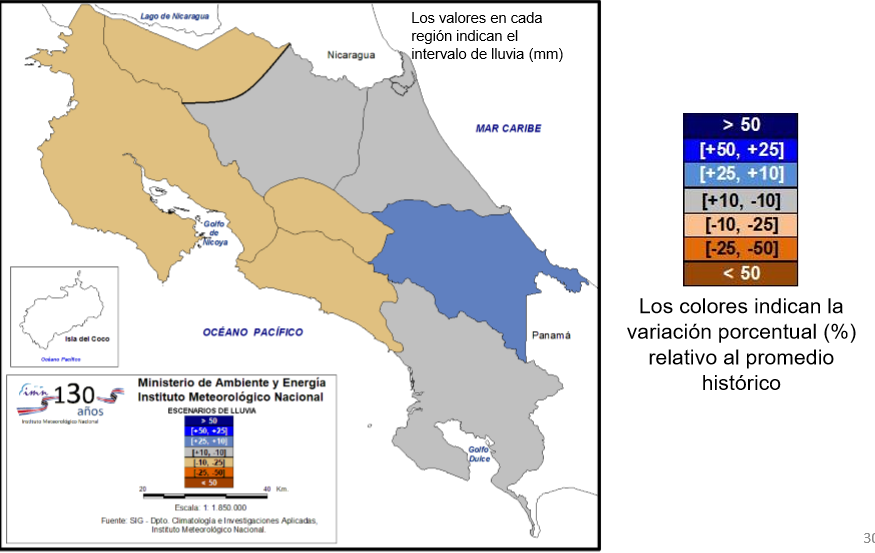 Lago de Nicaragua
Los valores en cada
región indican el
intervalo de lluvia (mm)
Nicaragua
MAR CARIBE
> 50
[+50, +25]
[+25, +10]
[+10, -10]
[-10, -25]
[-25, -50]
< 50
Los colores indican la
variación porcentual (%)
relativo al promedio
histórico
Golfo
de
Nicoya
Isla del Coco
Océano Pacífico
OCÉANO PACÍFICO
Panamá
Golfo
Dulce
imn 130
años
Instituto Meteorológico Nacional
Ministerio de Ambiente y Energía
Instituto Meteorológico Nacional
ESCENARIOS DE LLUVIA
> 50
[+50, +25]
[+25, +10]
[+10, -10]
[-10, -25]
[-25, -50]
< 50
20 0 20 40 Km.
Escala: 1: 1.850.000
Fuente: SIG - Dpto. Climatología e Investigaciones Aplicadas,
Instituto Meteorológico Nacional.